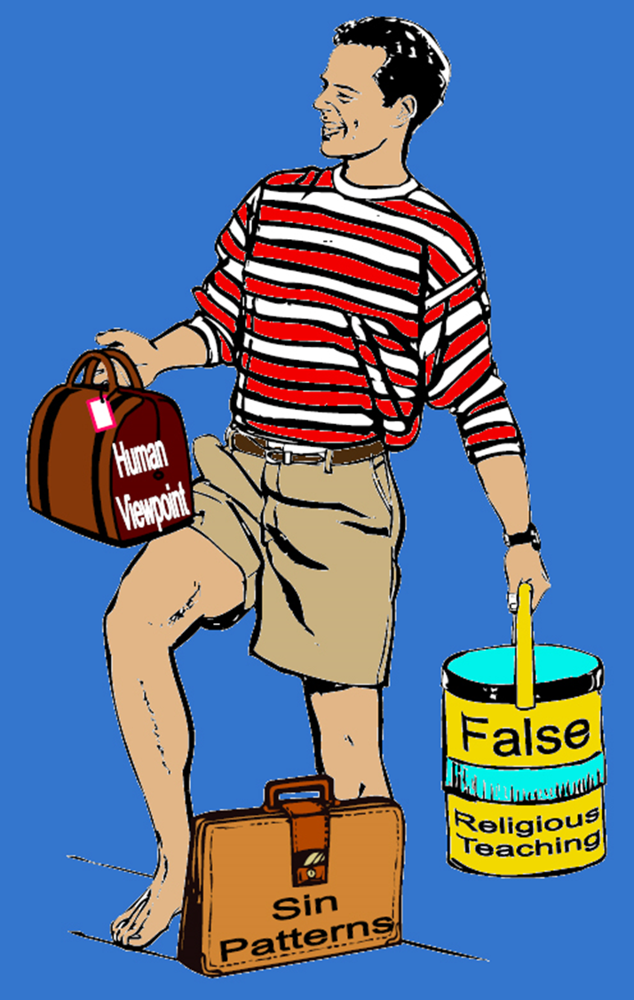 Human
Viewpoint
False
Religious
Teaching
Sin
Patterns